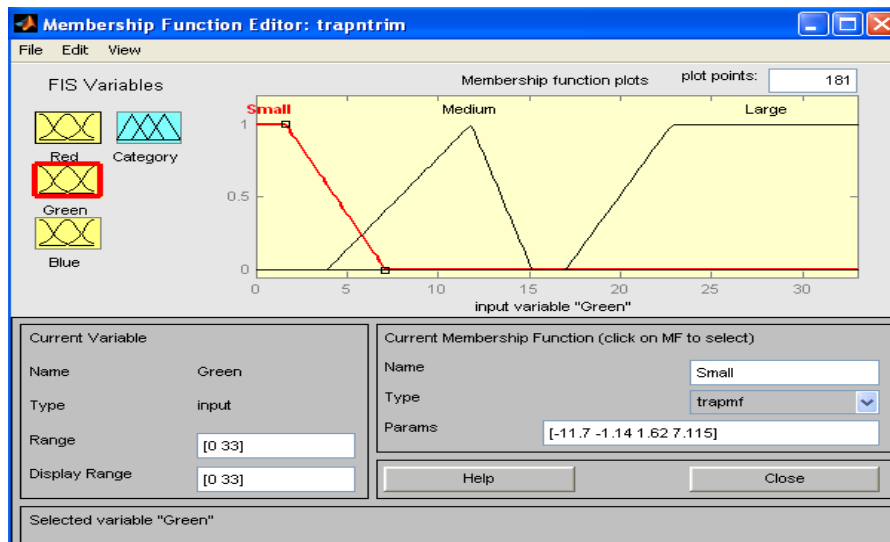 Membership Function Editor: trapntrim
File Edit View
FIS Variables
Membership function plots plot points: 181
Red Category
Green
Blue
Small Medium Large
1
0.5
0
0 5 10 15 20 25 30
input variable "Green"
Current Variable
Name Green
Type input
Range [0 33]
Display Range [0 33]
Current Membership Function (click on MF to select)
Name Small
Type trapmf
Params [-11.7 -1.14 1.62 7.115]
Help Close
Selected variable "Green"